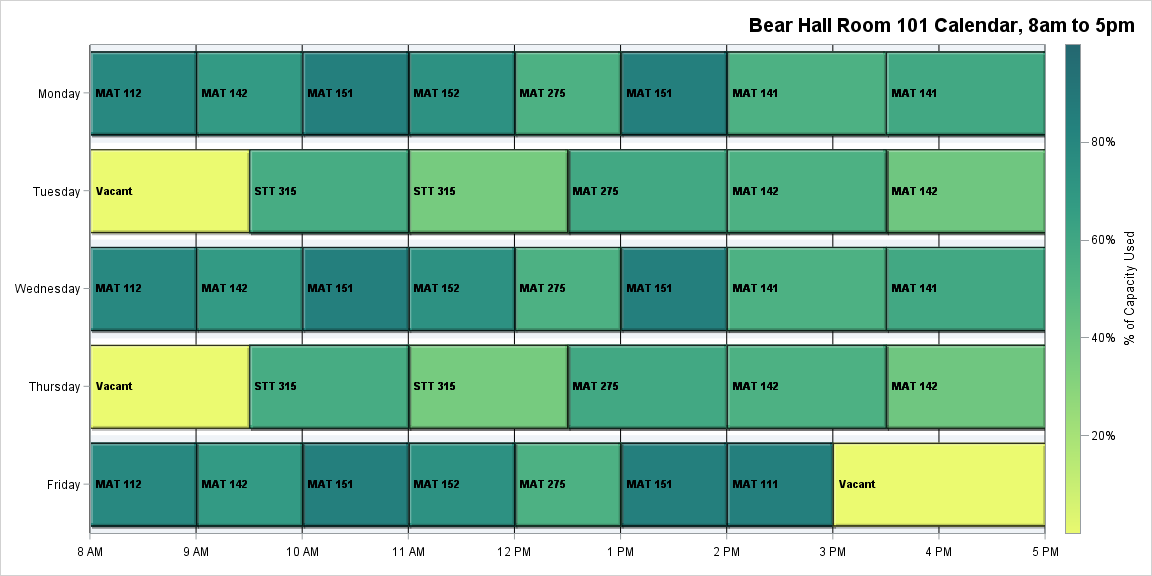 Bear Hall Room 101 Calendar, 8am to 5pm
Monday
MAT 112
MAT 142
MAT 151
MAT 152
MAT 275
MAT 151
MAT 141
MAT 141
Tuesday
Vacant
STT 315
STT 315
MAT 275
MAT 142
MAT 142
Wednesday
MAT 112
MAT 142
MAT 151
MAT 152
MAT 275
MAT 151
MAT 141
MAT 141
Thursday
Vacant
STT 315
STT 315
MAT 275
MAT 142
MAT 142
Friday
MAT 112
MAT 142
MAT 151
MAT 152
MAT 275
MAT 151
MAT 111
Vacant
8 AM
9 AM
10 AM
11 AM
12 PM
1 PM
2 PM
3 PM
4 PM
5 PM
80%
60%
40%
20%
% of Capacity Used